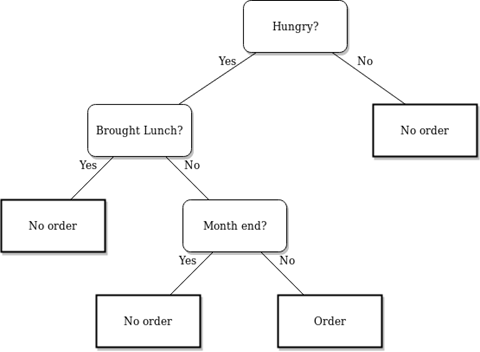 Hungry?
Yes
No
Brought Lunch?
No order
Yes
No
No order
Month end?
Yes
No
No order
Order